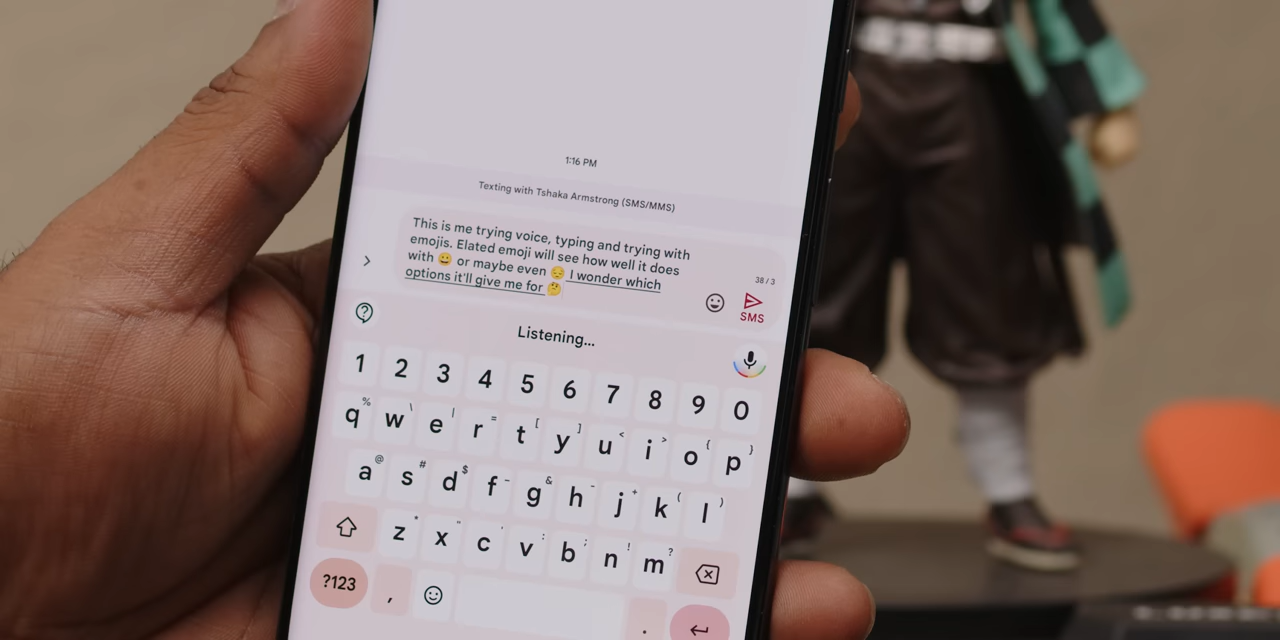 1:16 PM
Texting with Tshaka Armstrong (SMS/MMS)
This is me trying voice, typing and trying with
emojis. Elated emoji will see how well it does
with 😀 or maybe even 😔 I wonder which
options it'll give me for 🤔
38 / 3
SMS
Listening...
1 2 3 4 5 6 7 8 9 0
q % w \ e | r = t [ y ] u < i > o { p }
a @ s # d $ f - g & h - j + k ( l )
z * x " c ' v : b ; n ! m ?
?123 , .